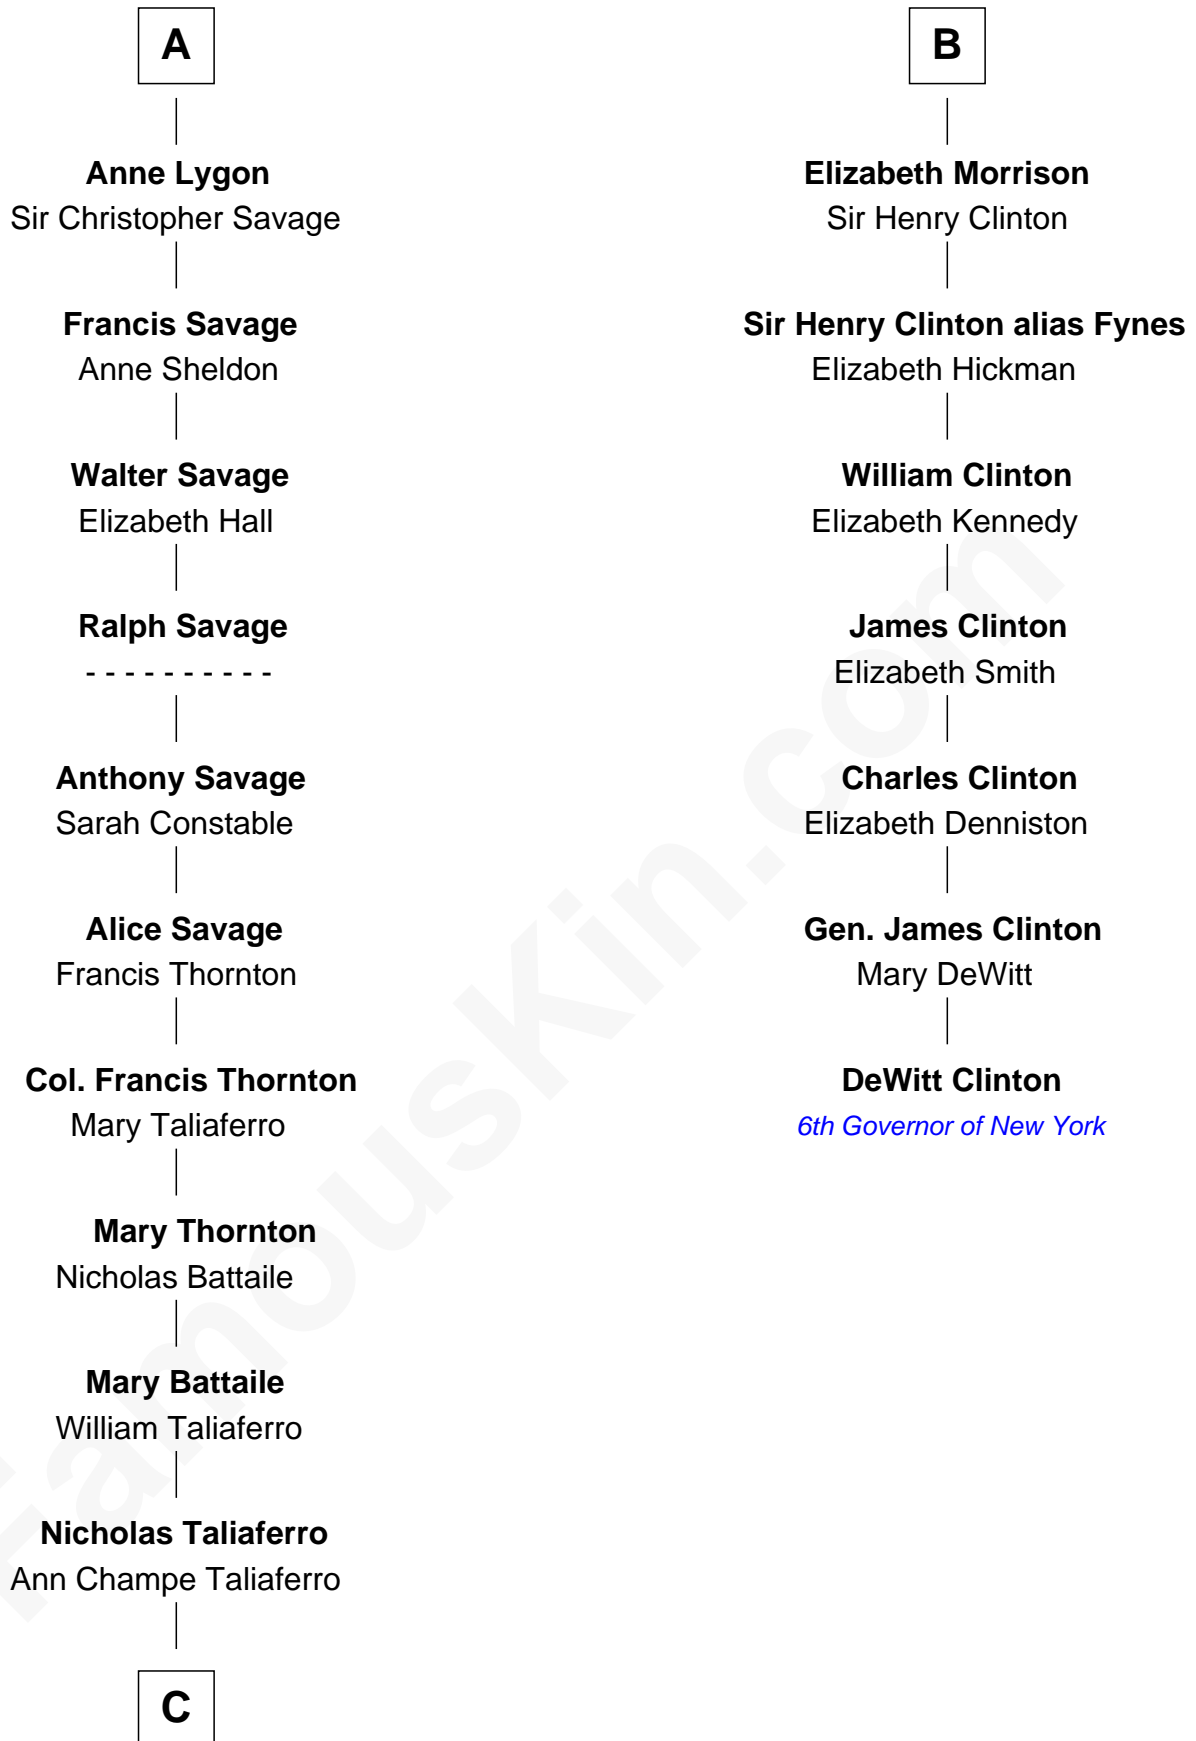 A
Anne Lygon
Sir Christopher Savage
Francis Savage
Anne Sheldon
Walter Savage
Elizabeth Hall
Ralph Savage
- - - - - - - - - -
Anthony Savage
Sarah Constable
Alice Savage
Francis Thornton
Col. Francis Thornton
Mary Taliaferro
Mary Thornton
Nicholas Battaile
Mary Battaile
William Taliaferro
Nicholas Taliaferro
Ann Champe Taliaferro
C
B
Elizabeth Morrison
Sir Henry Clinton
Sir Henry Clinton alias Fynes
Elizabeth Hickman
William Clinton
Elizabeth Kennedy
James Clinton
Elizabeth Smith
Charles Clinton
Elizabeth Denniston
Gen. James Clinton
Mary DeWitt
DeWitt Clinton
6th Governor of New York
FamousKin.com